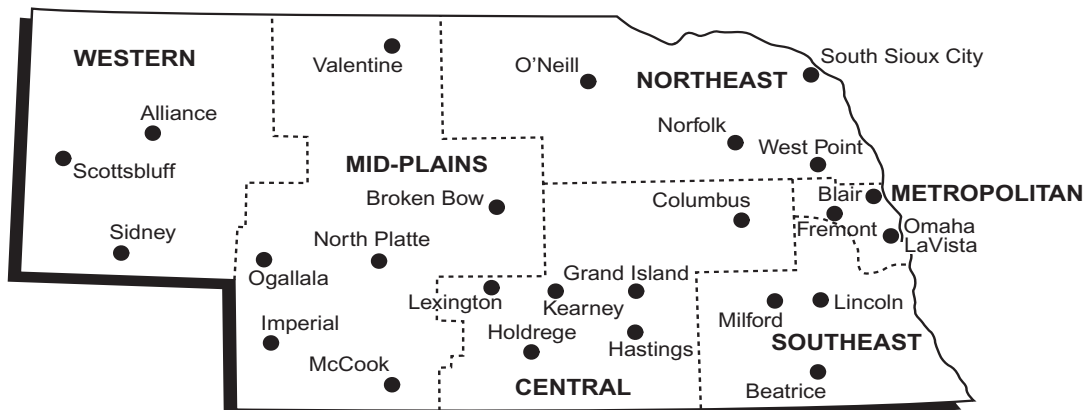 WESTERN
Alliance
Scottsbluff
Sidney
Valentine
MID-PLAINS
Broken Bow
North Platte
Ogallala
Imperial
McCook
O'Neill
NORTHEAST
South Sioux City
Norfolk
West Point
Columbus
Grand Island
Lexington
Kearney
Holdrege
Hastings
CENTRAL
Blair
METROPOLITAN
Fremont
Omaha
LaVista
Milford
Lincoln
SOUTHEAST
Beatrice